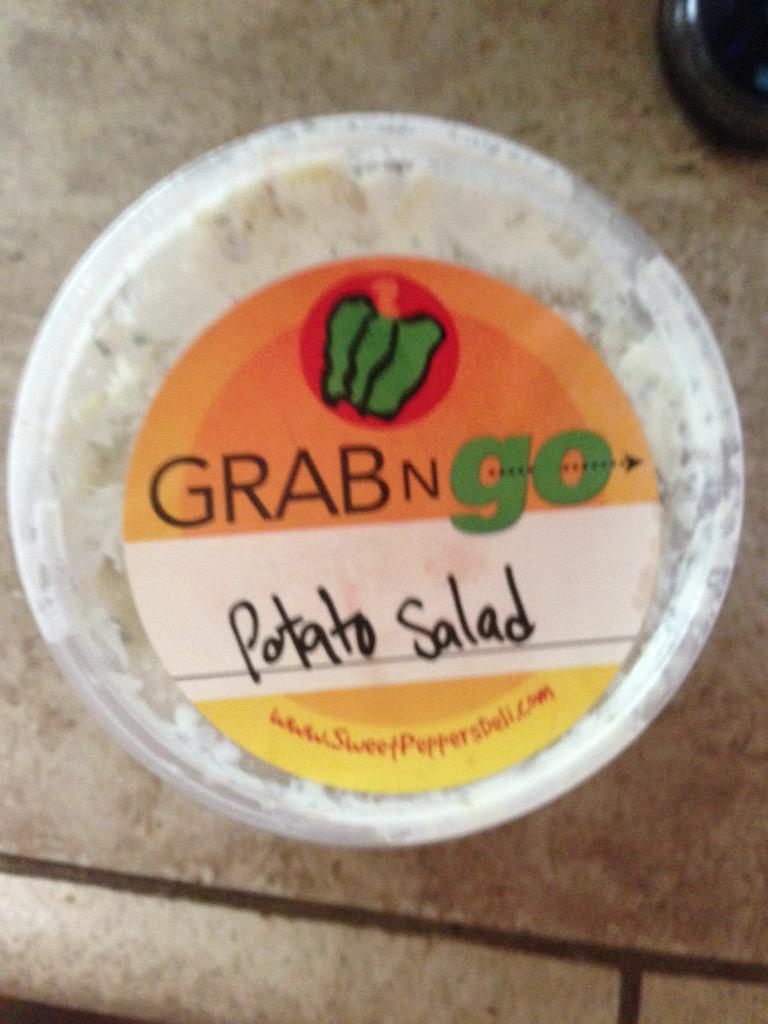 GRAB N go
Potato Salad
www.SweetPeppersDeli.com